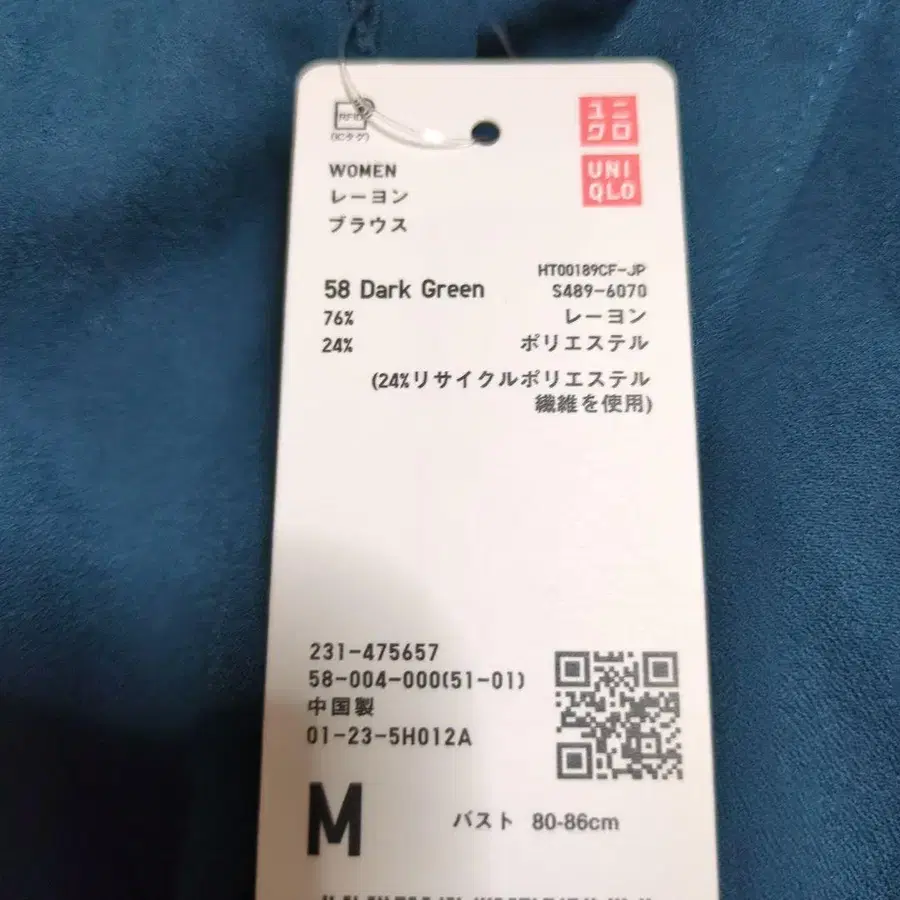 RFID
(ICタグ)
ユニ
クロ
UNI
QLO
WOMEN
レーヨン
ブラウス
HT00189CF-JP
58 Dark Green S489-6070
76% レーヨン
24% ポリエステル
(24%リサイクルポリエステル
繊維を使用)
231-475657
58-004-000(51-01)
中国製
01-23-5H012A
M バスト 80-86cm